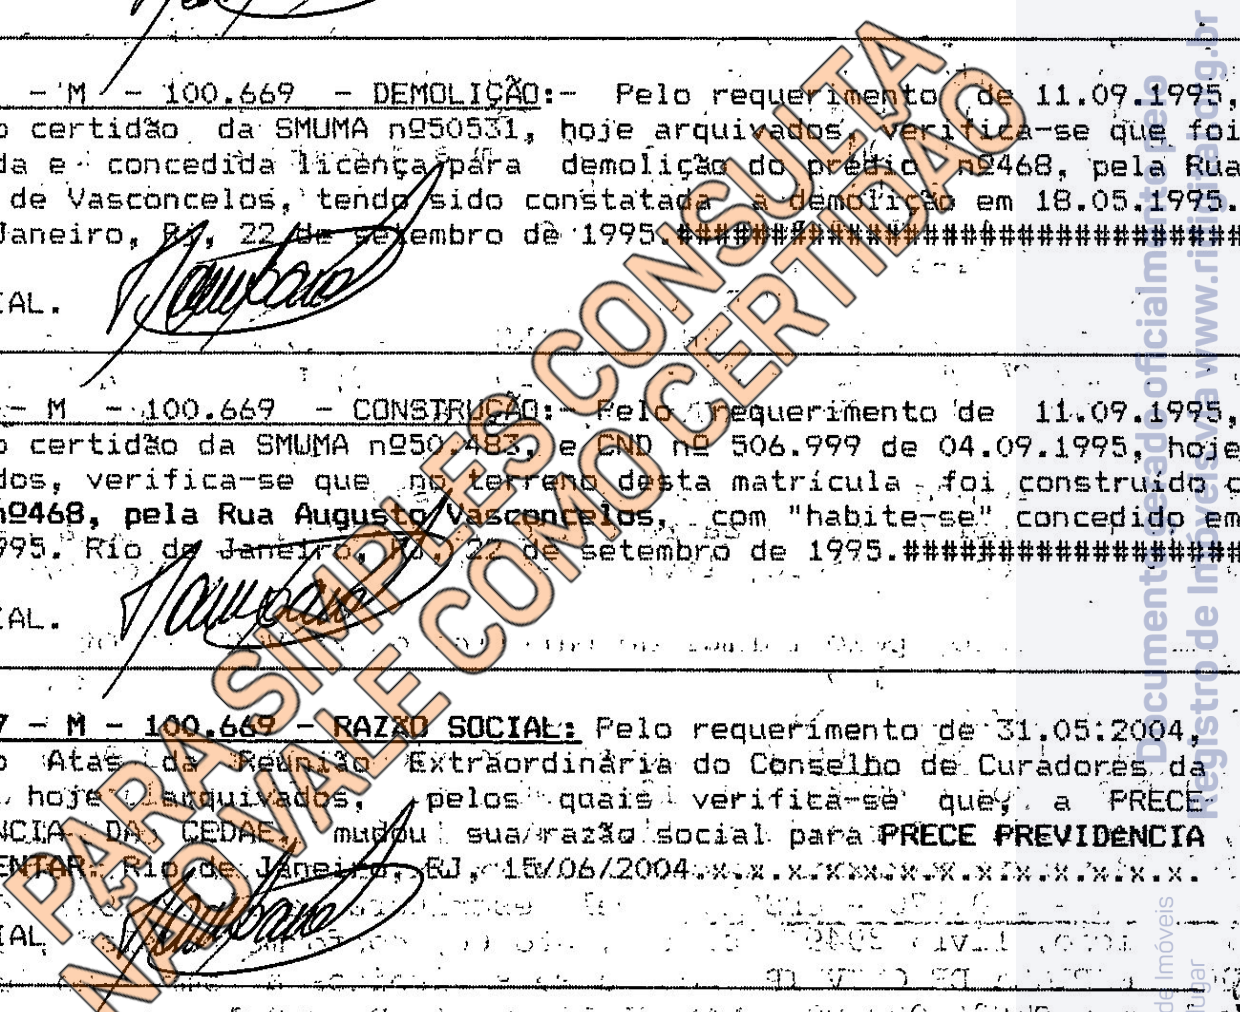 - M - 100.669 - DEMOLIÇÃO:- Pelo requerimento de 11.09.1995,
o certidão da SMUMA nº50531, hoje arquivados, verifica-se que foi
da e concedida licença para demolição do prédio nº468, pela Rua
de Vasconcelos, tendo sido constatada a demolição em 18.05.1995.
Janeiro, RJ, 22 de setembro de 1995.##############################
IAL.
- M - 100.669 - CONSTRUÇÃO:- Pelo requerimento de 11.09.1995,
o certidão da SMUMA nº50.483, e CND nº 506.999 de 04.09.1995, hoje
dos, verifica-se que no terreno desta matrícula foi construído o
nº468, pela Rua Augusto Vasconcelos, com "habite-se" concedido em
995. Rio de Janeiro, RJ, 22 de setembro de 1995.##################
IAL.
7 - M - 100.669 - RAZÃO SOCIAL: Pelo requerimento de 31.05.2004,
o Atas da Reunião Extraordinária do Conselho de Curadores da
, hoje arquivados, pelos quais verifica-se que, a PRECE
NCIA DA CEDAE, mudou sua razão social para PRECE PREVIDÊNCIA
ENTAR. Rio de Janeiro, RJ, 15/06/2004.x.x.x.x.x.x.x.x.x.x.x.x.x.
IAL
PARA SIMPLES CONSULTA
NÃO VALE COMO CERTIDÃO
Documento gerado oficialmente pelo
Registro de Imóveis via www.ridigital.org.br
de Imóveis
lugar